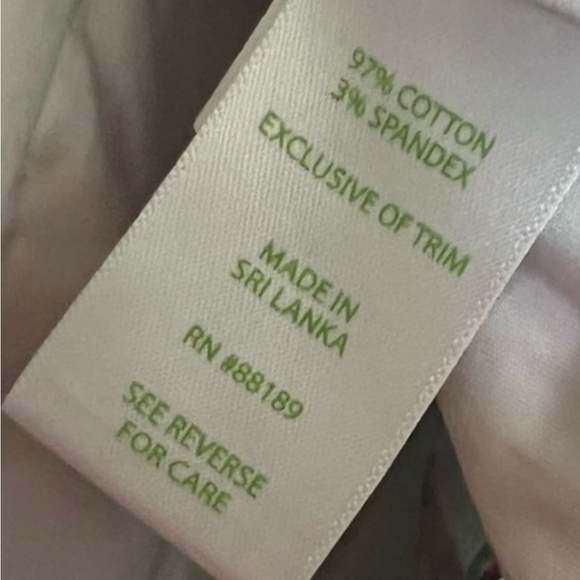 97% COTTON
3% SPANDEX
EXCLUSIVE OF TRIM
MADE IN
SRI LANKA
RN #88189
SEE REVERSE
FOR CARE